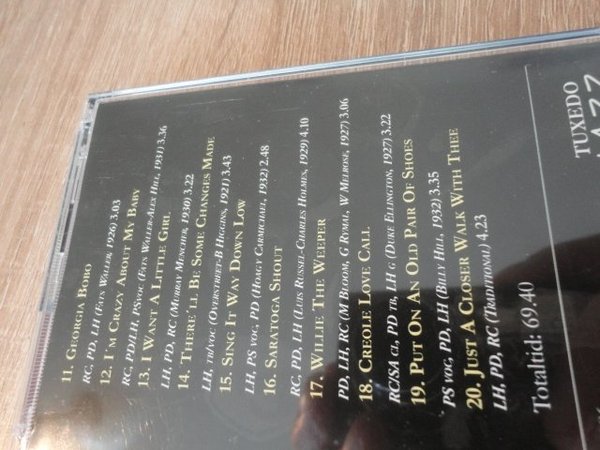 11. GEORGIA BOBO
RC, PD, LH (FATS WALLER, 1926) 3.03
12. I'M CRAZY ABOUT MY BABY
RC, PD/LH, PSVOC (FATS WALLER-ALEX HILL, 1931) 3.36
13. I WANT A LITTLE GIRL
LH, PD, RC (MURRAY MENCHER, 1930) 3.22
14. THERE'LL BE SOME CHANGES MADE
LH, TB/VOC (OVERSTREET-B HIGGINS, 1921) 3.43
15. SING IT WAY DOWN LOW
LH, PS VOC, PD (HOAGY CARMICHAEL, 1932) 2.48
16. SARATOGA SHOUT
RC, PD, LH (LUIS RUSSEL-CHARLES HOLMES, 1929) 4.10
17. WILLIE THE WEEPER
PD, LH, RC (M BLOOM, G RYMAL, W MELROSE, 1927) 3.06
18. CREOLE LOVE CALL
RC/SA CL, PD TB, LH G (DUKE ELLINGTON, 1927) 3.22
19. PUT ON AN OLD PAIR OF SHOES
PS VOC, PD, LH (BILLY HILL, 1932) 3.35
20. JUST A CLOSER WALK WITH THEE
LH, PD, RC (TRADITIONAL) 4.23
Totaltid: 69.40
TUXEDO